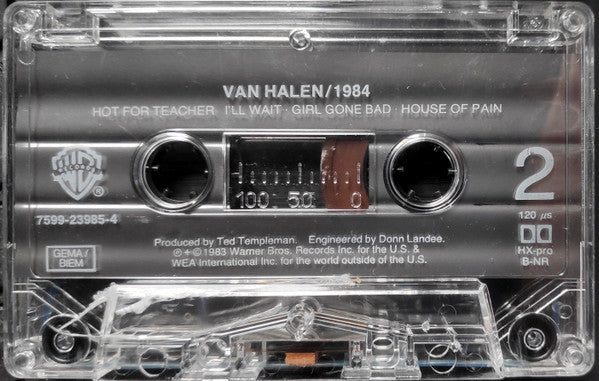 VAN HALEN/1984
HOT FOR TEACHER · I'LL WAIT · GIRL GONE BAD · HOUSE OF PAIN
WB
RECORDS
®
100 50 0
2
7599-23985-4
120 µs
Produced by Ted Templeman. Engineered by Donn Landee.
℗+©1983 Warner Bros. Records Inc. for the U.S. &
WEA International Inc. for the world outside of the U.S.
GEMA/
BIEM
HX-pro
B-NR